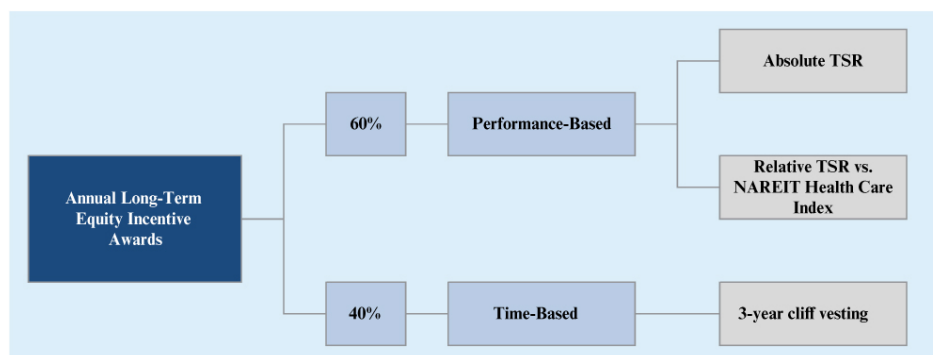 Annual Long-Term
Equity Incentive
Awards
60%
Performance-Based
Absolute TSR
Relative TSR vs.
NAREIT Health Care
Index
40%
Time-Based
3-year cliff vesting